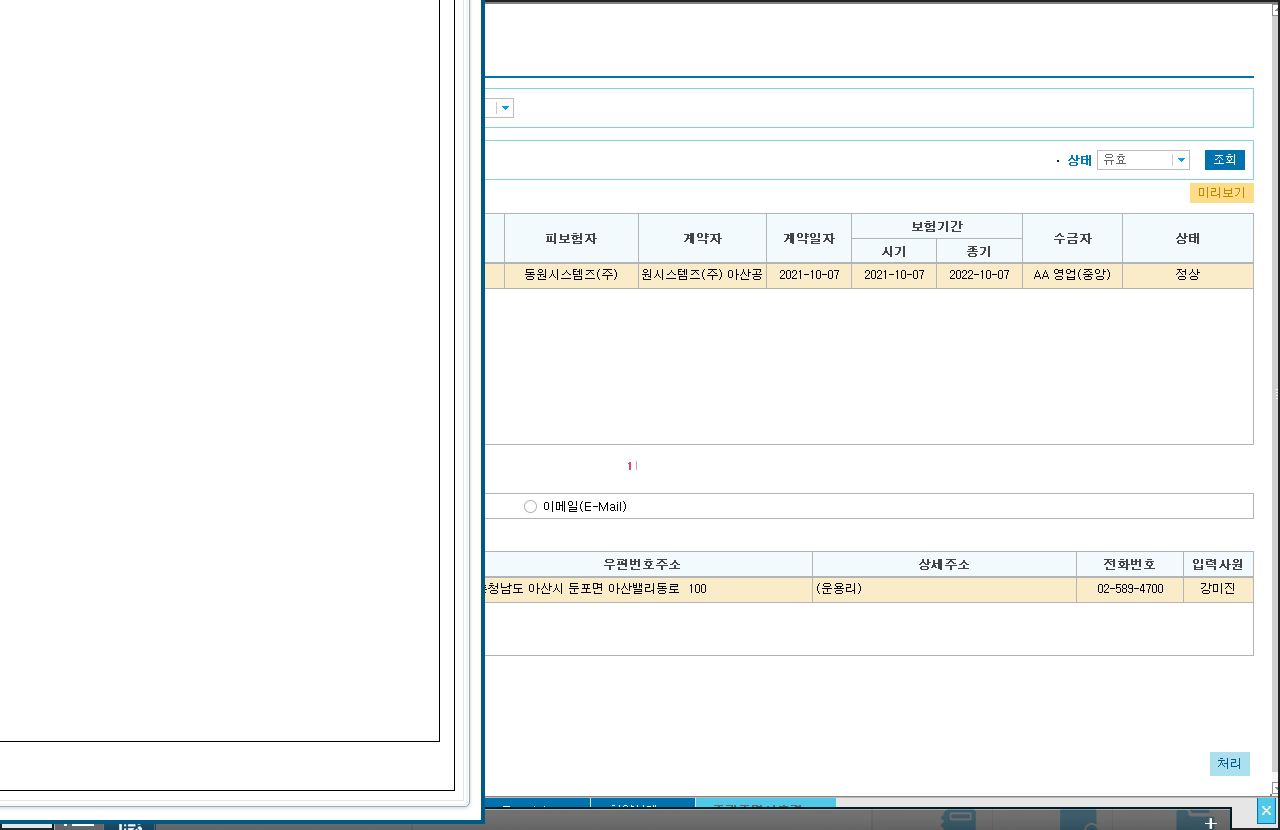 · 상태 유효 조회
미리보기
피보험자 계약자 계약일자 보험기간 수금자 상태
시기 종기
동원시스템즈(주) 원시스템즈(주) 아산공 2021-10-07 2021-10-07 2022-10-07 AA 영업(중앙) 정상
1
이메일(E-Mail)
우편번호주소 상세주소 전화번호 입력사원
청남도 아산시 둔포면 아산밸리동로 100 (운용리) 02-589-4700 강미진
처리